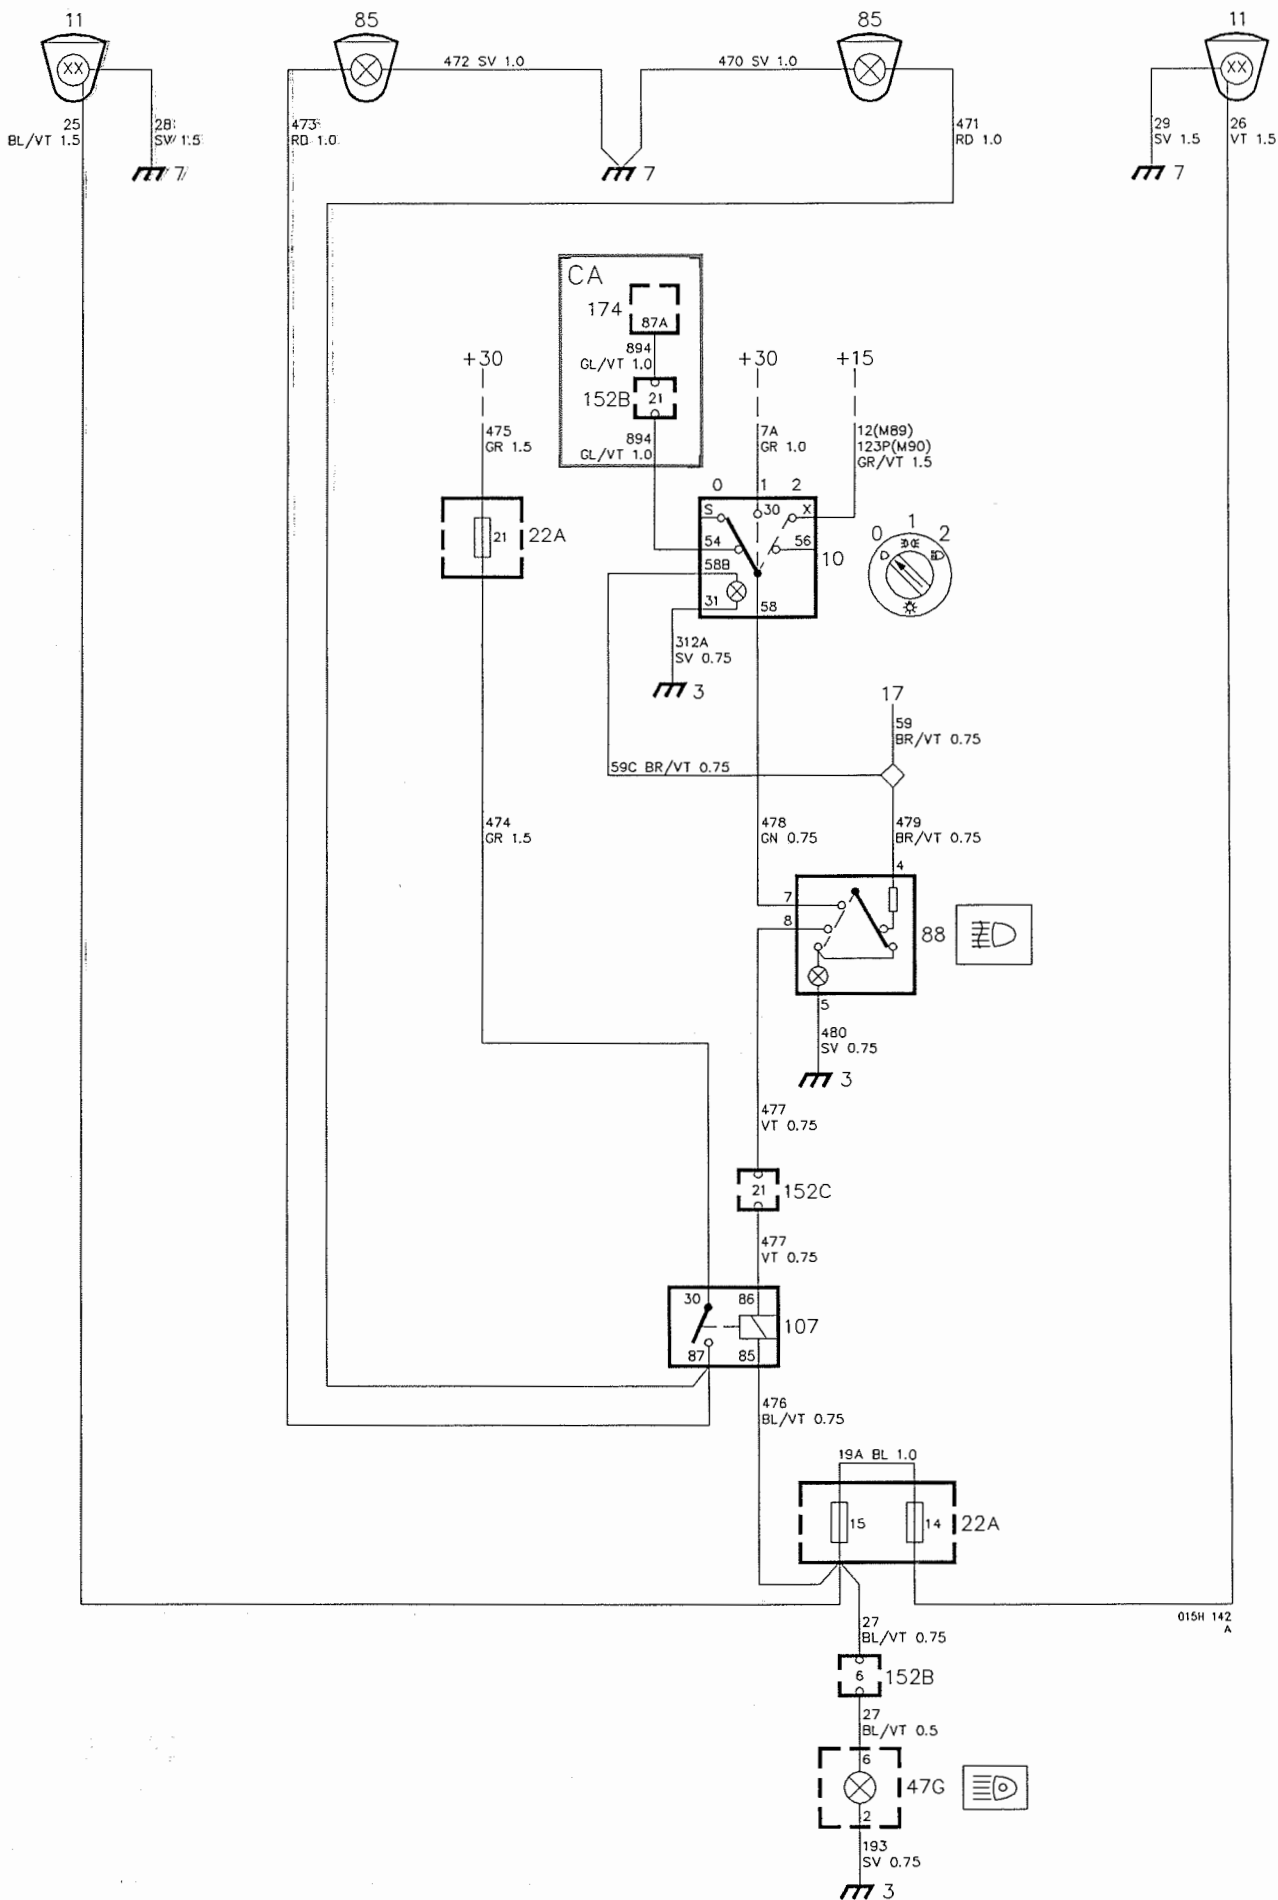 11
85
85
11
XX
472 SV 1.0
470 SV 1.0
XX
25
BL/VT 1.5
28
SV 1.5
473
RD 1.0
471
RD 1.0
29
SV 1.5
26
VT 1.5
7
7
7
CA
174
87A
894
GL/VT 1.0
152B
21
894
GL/VT 1.0
+30
+30
+15
475
GR 1.5
7A
GR 1.0
12(M89)
123P(M90)
GR/VT 1.5
0
1
2
21
22A
S
30
X
54
56
58B
31
58
10
0
1
2
312A
SV 0.75
3
17
59
BR/VT 0.75
59C BR/VT 0.75
474
GR 1.5
478
GN 0.75
479
BR/VT 0.75
4
7
8
88
5
480
SV 0.75
3
477
VT 0.75
21
152C
477
VT 0.75
30
86
107
87
85
476
BL/VT 0.75
19A BL 1.0
15
14
22A
015H 142
A
27
BL/VT 0.75
6
152B
27
BL/VT 0.5
6
47G
2
193
SV 0.75
3